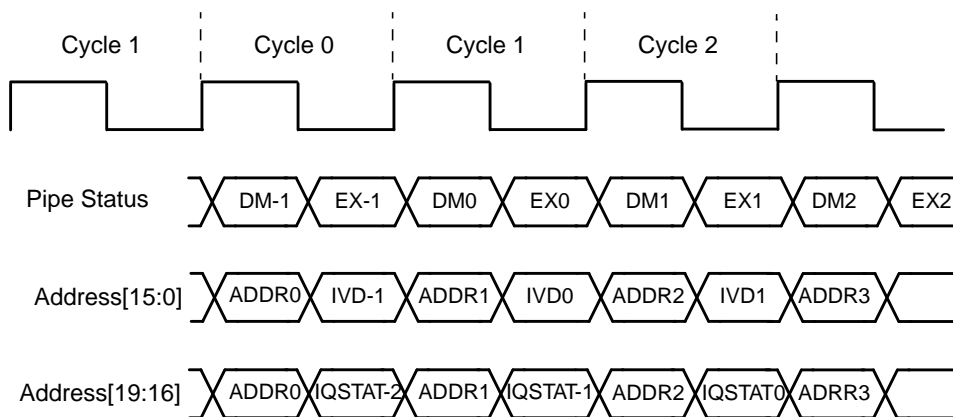 Cycle 1 Cycle 0 Cycle 1 Cycle 2
Pipe Status DM-1 EX-1 DM0 EX0 DM1 EX1 DM2 EX2
Address[15:0] ADDR0 IVD-1 ADDR1 IVD0 ADDR2 IVD1 ADDR3
Address[19:16] ADDR0 IQSTAT-2 ADDR1 IQSTAT-1 ADDR2 IQSTAT0 ADRR3